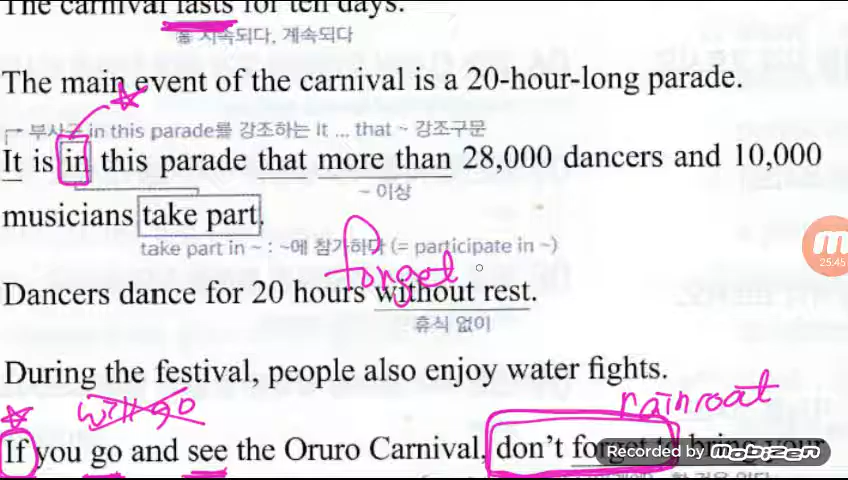 The carnival lasts for ten days.
동 지속되다, 계속되다
The main event of the carnival is a 20-hour-long parade.
부사구 in this parade를 강조하는 It ... that ~ 강조구문
It is in this parade that more than 28,000 dancers and 10,000
~ 이상
musicians take part.
take part in ~ : ~에 참가하다 (= participate in ~)
forget
Dancers dance for 20 hours without rest.
휴식 없이
During the festival, people also enjoy water fights.
will go
raincoat
If you go and see the Oruro Carnival, don't forget to bring your
25:45
Recorded by Mobizen